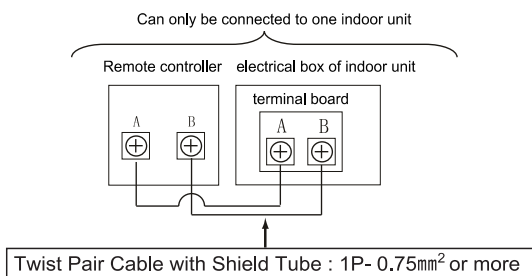 Can only be connected to one indoor unit
Remote controller electrical box of indoor unit
terminal board
A B A B
Twist Pair Cable with Shield Tube : 1P- 0.75mm² or more